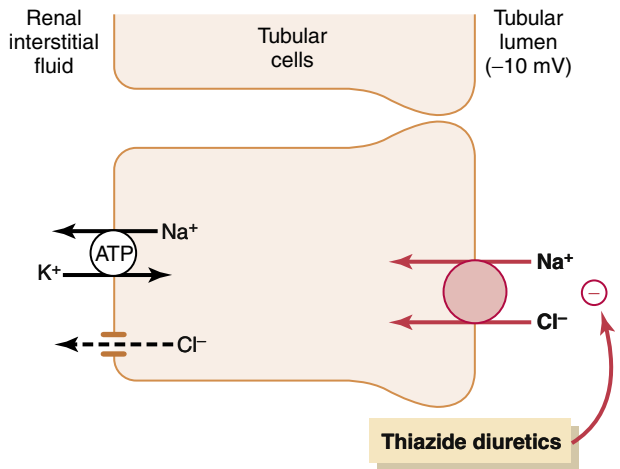 Renal
interstitial
fluid
Tubular
cells
Tubular
lumen
(–10 mV)
Na⁺
ATP
K⁺
Cl⁻
Na⁺
–
Cl⁻
Thiazide diuretics